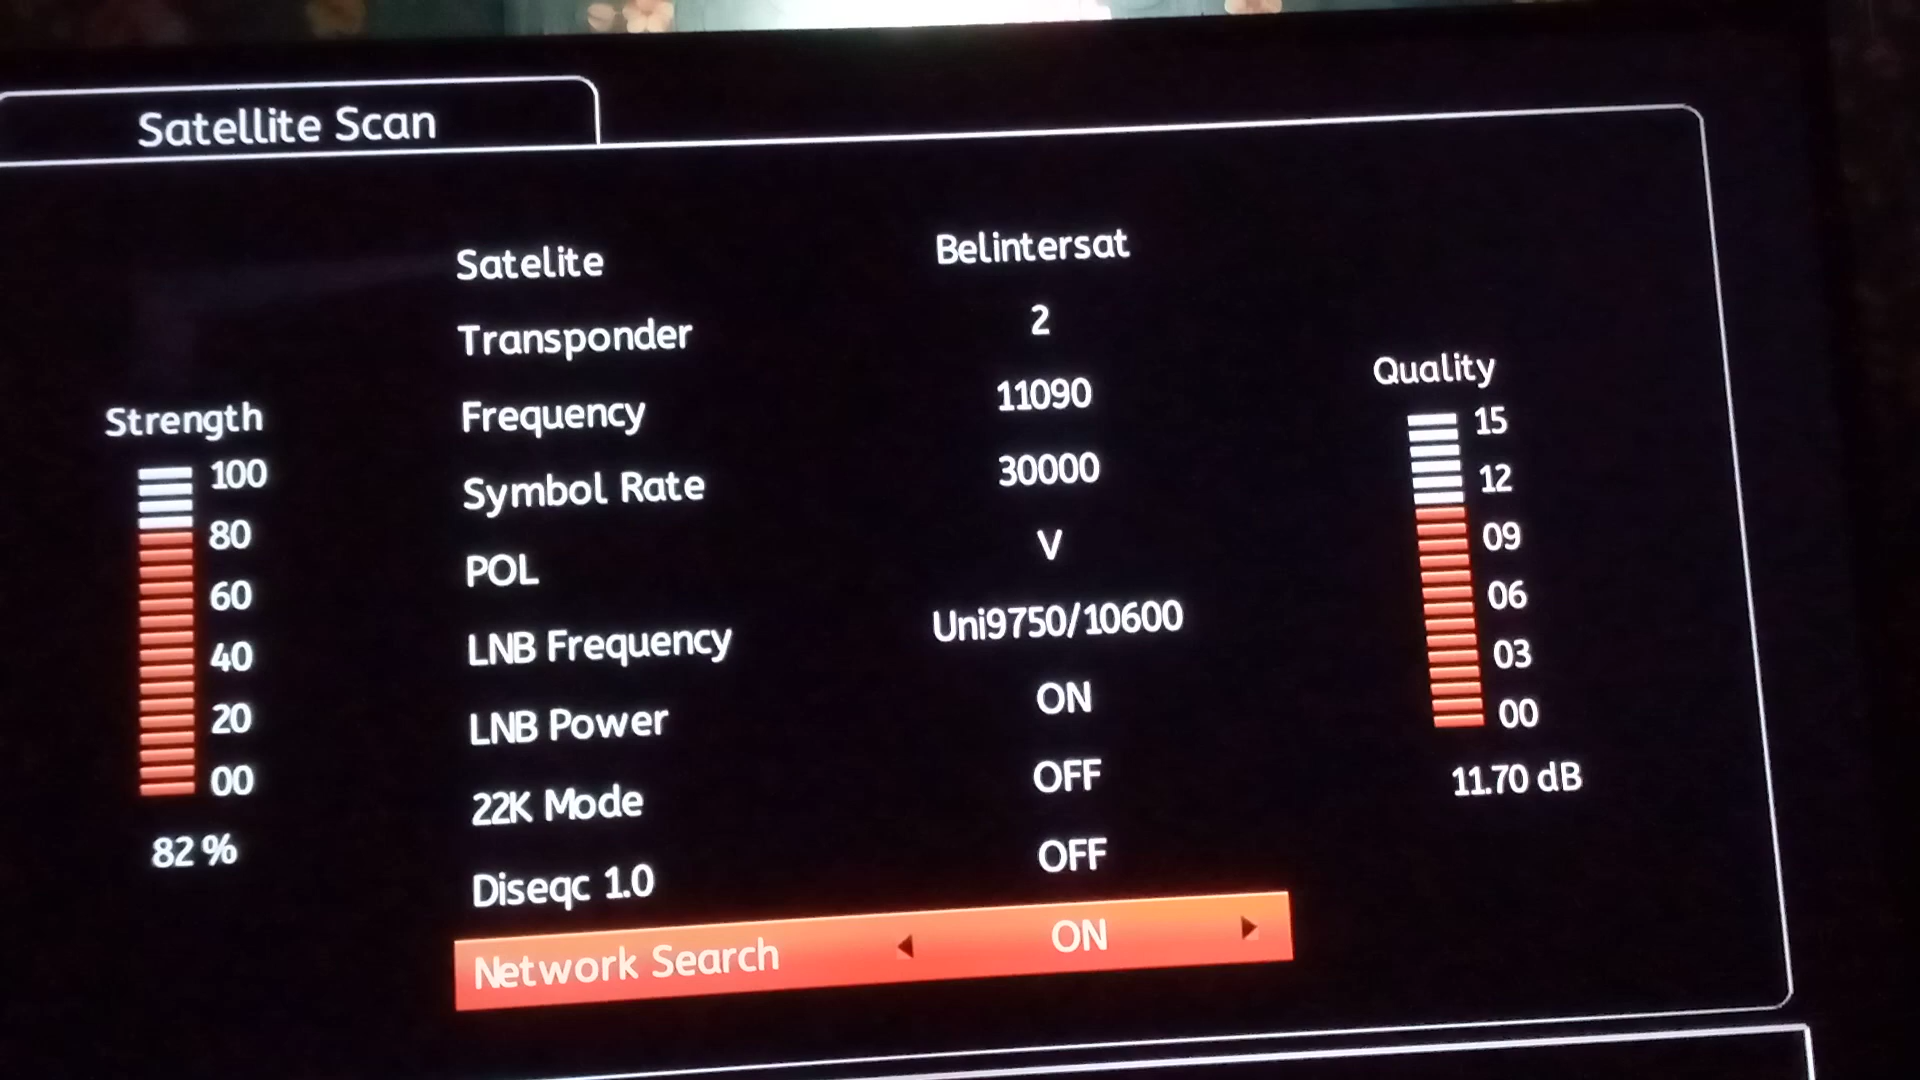 Satellite Scan
Satelite Belintersat
Transponder 2
Frequency 11090
Symbol Rate 30000
POL V
LNB Frequency Uni9750/10600
LNB Power ON
22K Mode OFF
Diseqc 1.0 OFF
Network Search ON
Strength
100
80
60
40
20
00
82 %
Quality
15
12
09
06
03
00
11.70 dB